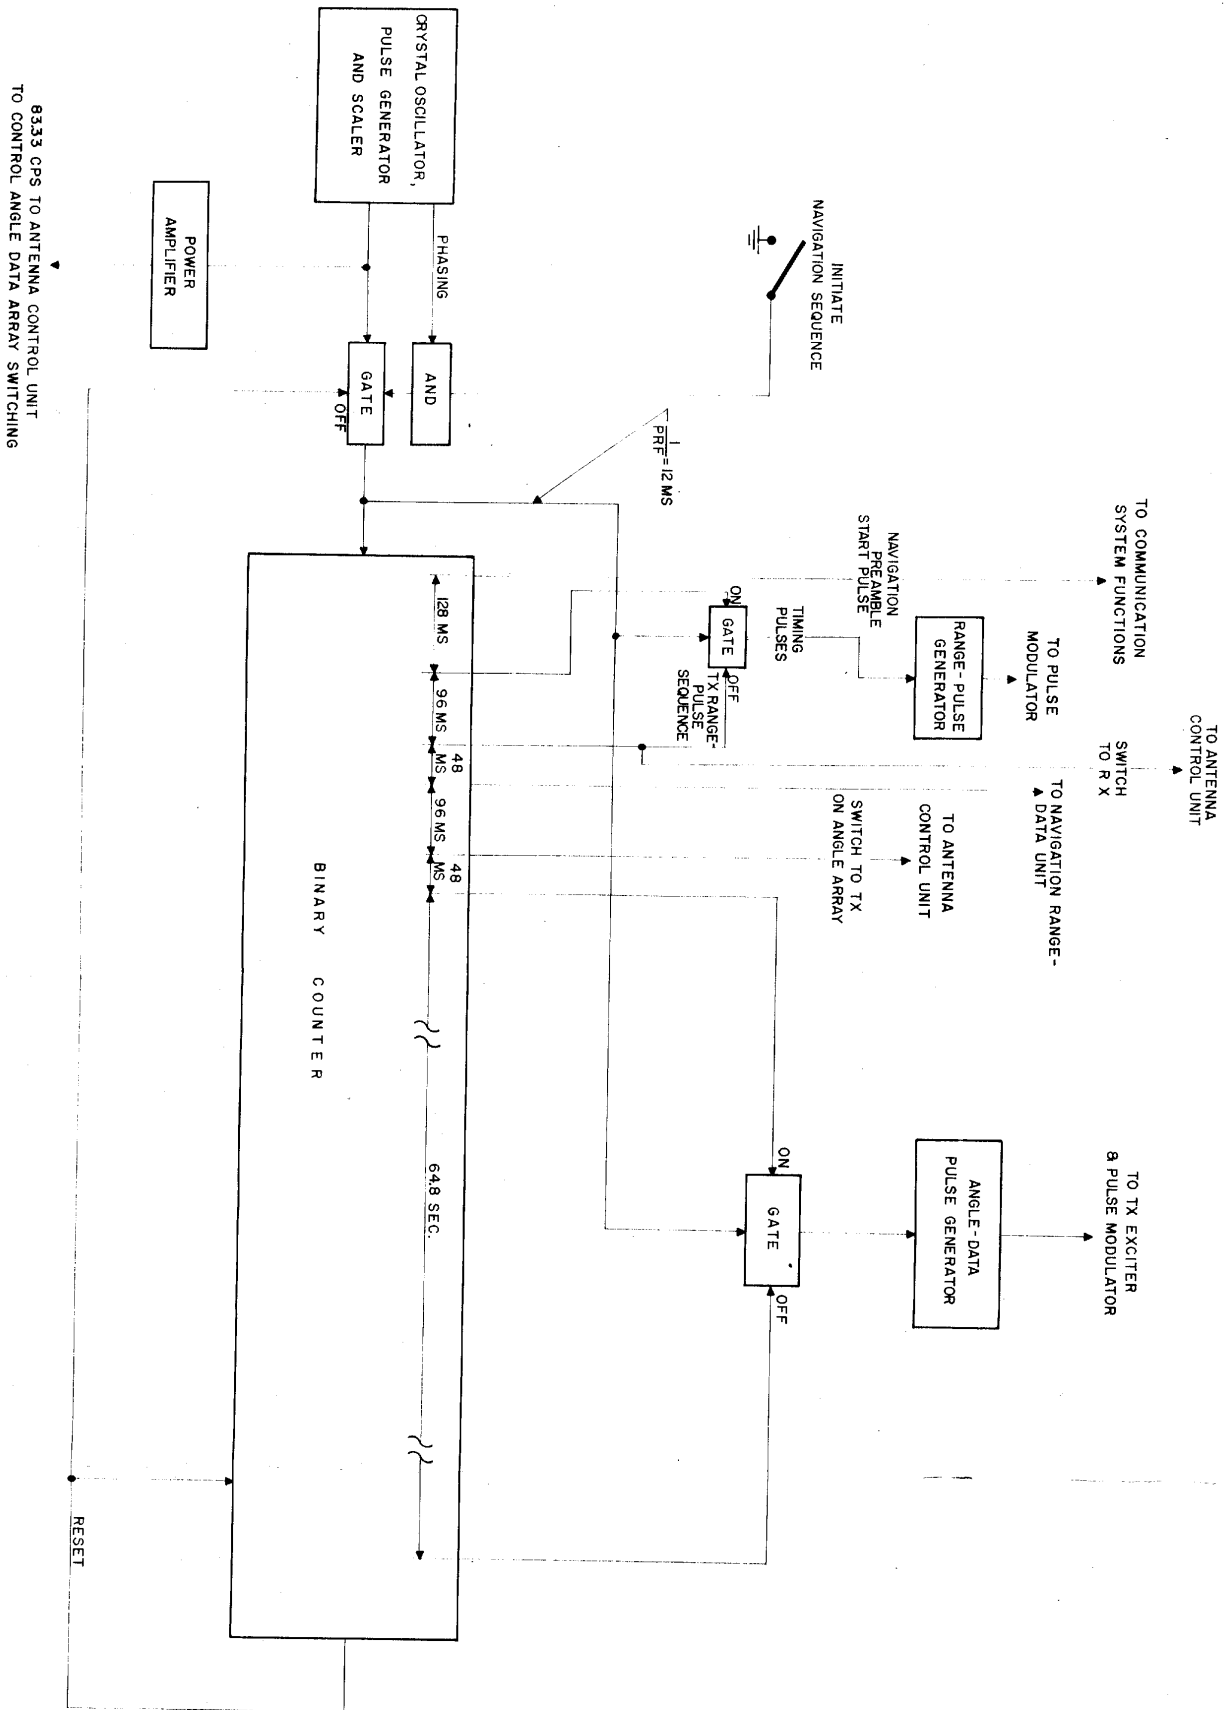 CRYSTAL OSCILLATOR,
PULSE GENERATOR
AND SCALER
PHASING
AND
GATE
OFF
POWER
AMPLIFIER
83.33 CPS TO ANTENNA CONTROL UNIT
TO CONTROL ANGLE DATA ARRAY SWITCHING
INITIATE
NAVIGATION SEQUENCE
1
PRF = 12 MS
TO COMMUNICATION
SYSTEM FUNCTIONS
NAVIGATION
PREAMBLE
START PULSE
ON
GATE
OFF
TIMING
PULSES
TX RANGE-
PULSE
SEQUENCE
RANGE-PULSE
GENERATOR
TO PULSE
MODULATOR
TO ANTENNA
CONTROL UNIT
SWITCH
TO RX
TO NAVIGATION RANGE-
DATA UNIT
TO ANTENNA
CONTROL UNIT
SWITCH TO TX
ON ANGLE ARRAY
128 MS
96 MS
48
MS
96 MS
48
MS
64.8 SEC.
BINARY COUNTER
ON
GATE
OFF
ANGLE-DATA
PULSE GENERATOR
TO TX EXCITER
& PULSE MODULATOR
RESET